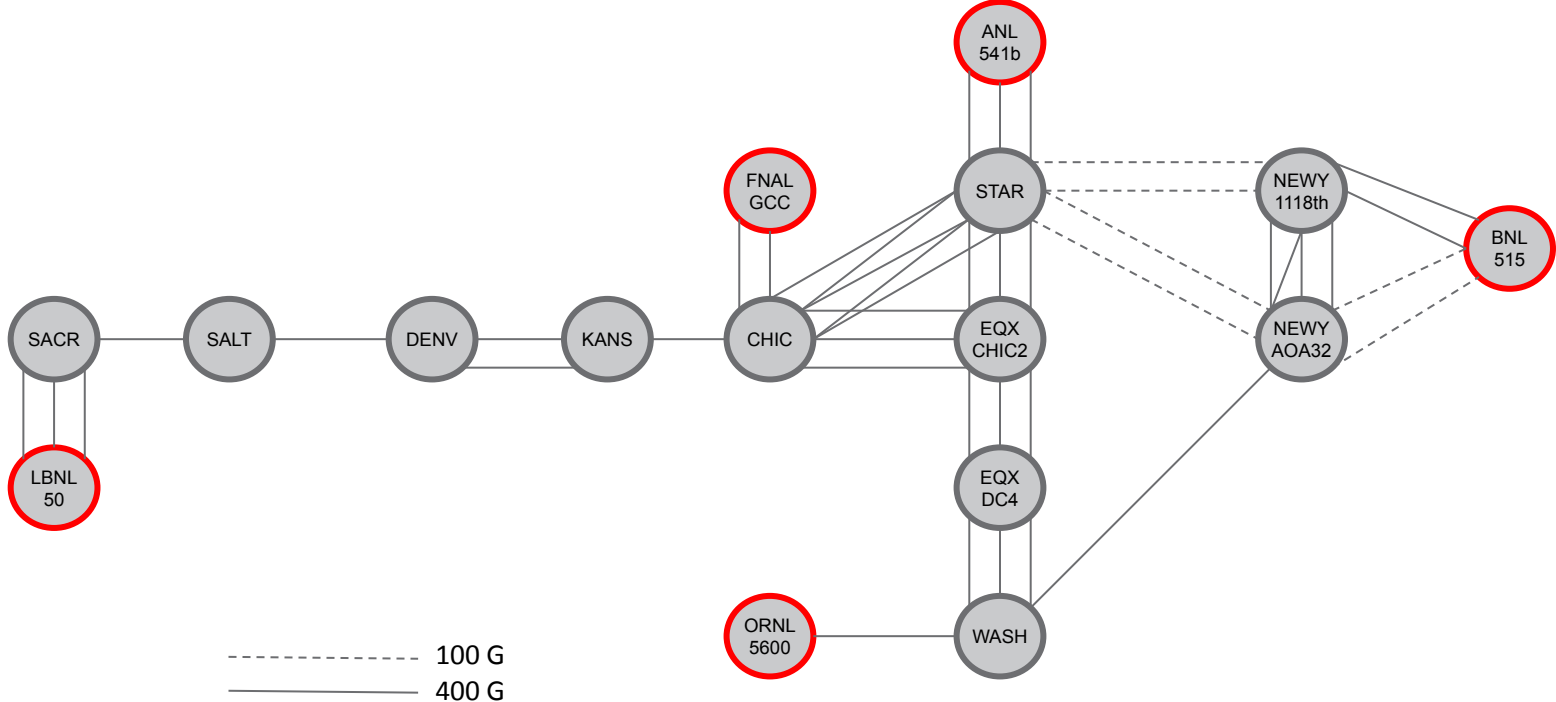 ANL
541b
FNAL
GCC
STAR
NEWY
1118th
BNL
515
SACR
SALT
DENV
KANS
CHIC
EQX
CHIC2
NEWY
AOA32
LBNL
50
EQX
DC4
ORNL
5600
WASH
100 G
400 G